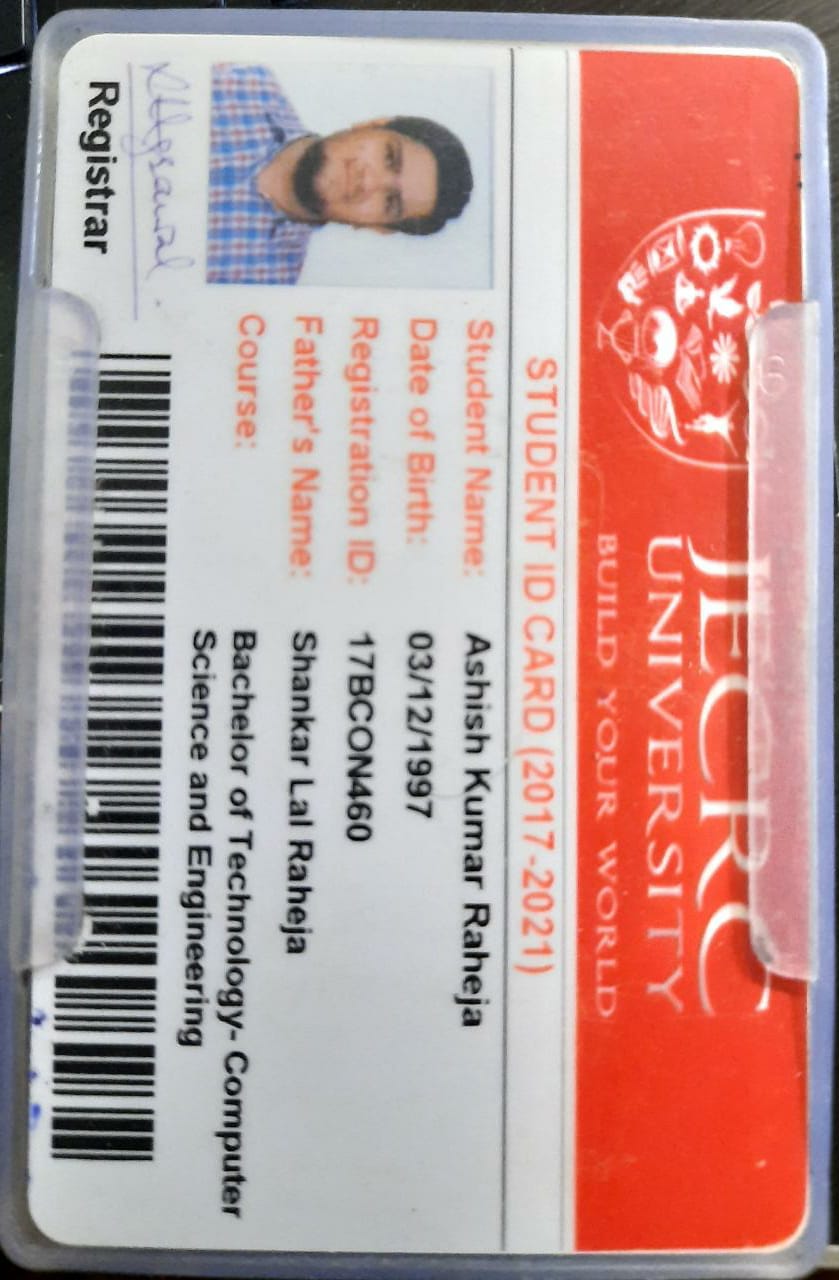 JECRC
UNIVERSITY
BUILD YOUR WORLD
STUDENT ID CARD (2017-2021)
Student Name: Ashish Kumar Raheja
Date of Birth: 03/12/1997
Registration ID: 17BCON460
Father's Name: Shankar Lal Raheja
Course: Bachelor of Technology- Computer
Science and Engineering
Registrar